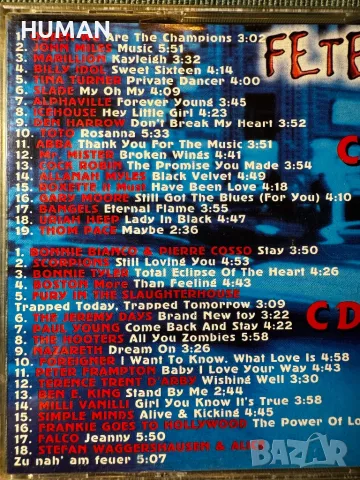 HUMAN
1. QUEEN We Are The Champions 3:02
2. JOHN MILES Music 5:51
3. MARILLION Kayleigh 3:32
4. BILLY IDOL Sweet Sixteen 4:14
5. TINA TURNER Private Dancer 4:00
6. SLADE My Oh My 4:09
7. ALPHAVILLE Forever Young 3:45
8. ICEHOUSE Hey Little Girl 4:23
9. DEN HARROW Don't Break My Heart
10. TOTO Rosanna 5:33
11. ABBA Thank You For The Music 3:51
12. Mr. MISTER Broken Wings 4:41
13. COCK ROBIN The Promise You Made 3:54
14. ALLANAH MYLES Black Velvet 4:49
15. ROXETTE It Must Have Been Love 4:18
16. GARY MOORE Still Got The Blues (For You) 4:10
17. BANGELS Eternal Flame 3:55
18. URIAH HEEP Lady In Black 4:47
19. THOM PACE Maybe 2:36
FETE
C
1. BONNIE BIANCO & PIERRE COSSO Stay 3:50
2. SCORPIONS Still Loving You 4:53
3. BONNIE TYLER Total Eclipse Of The Heart 4:26
4. BOSTON More Than Feeling 4:43
5. FURY IN THE SLAUGHTERHOUSE
Trapped Today, Trapped Tomorrow 3:09
6. THE JEREMY DAYS Brand New toy 3:22
7. PAUL YOUNG Come Back And Stay 4:22
8. THE HOOTERS All You Zombies 5:58
9. NAZARETH Dream On 3:26
10. FOREIGNER I Want To Know. What Love Is 4:58
11. PETER FRAMPTON Baby I Love Your Way 4:43
12. TERENCE TRENT D'ARBY Wishing Well 3:30
13. BEN E. KING Stand By Me 2:44
14. MILLI VANILLI Girl You Know It's True 3:58
15. SIMPLE MINDS Alive & Kicking 4:45
16. FRANKIE GOES TO HOLLYWOOD The Power Of Lo
17. FALCO Jeanny 5:50
18. STEFAN WAGGERSHAUSEN & ALICE
Zu nah' am feuer 5:07
CD
bazar.bg